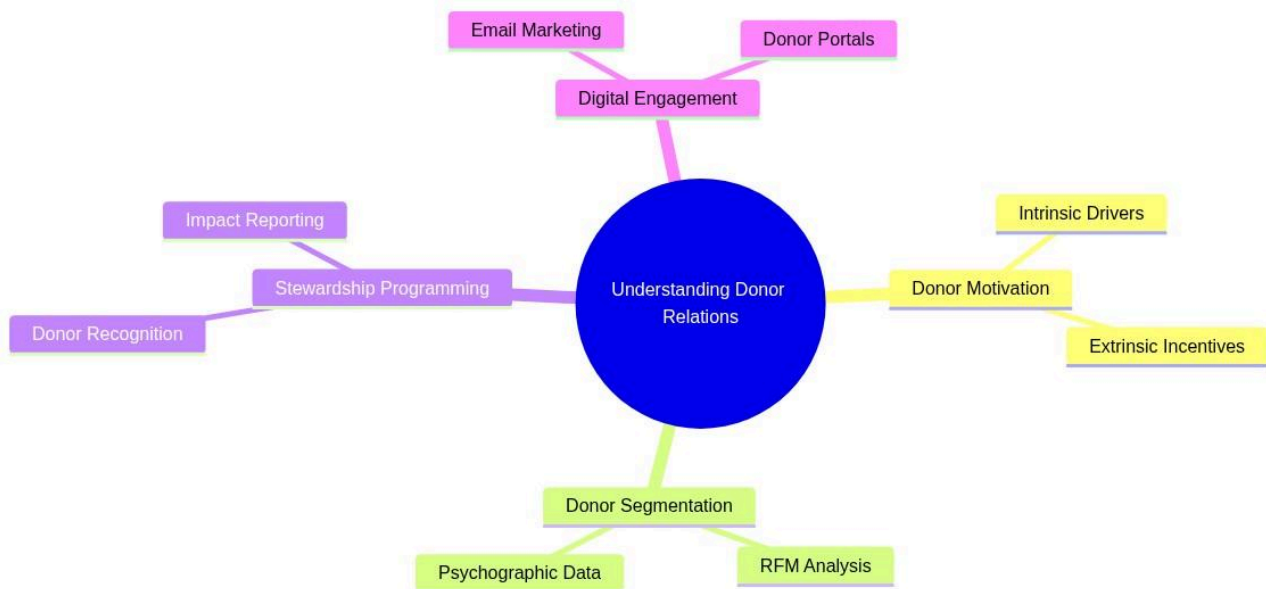 Email Marketing
Donor Portals
Digital Engagement
Impact Reporting
Stewardship Programming
Donor Recognition
Understanding Donor
Relations
Intrinsic Drivers
Donor Motivation
Extrinsic Incentives
Donor Segmentation
Psychographic Data
RFM Analysis